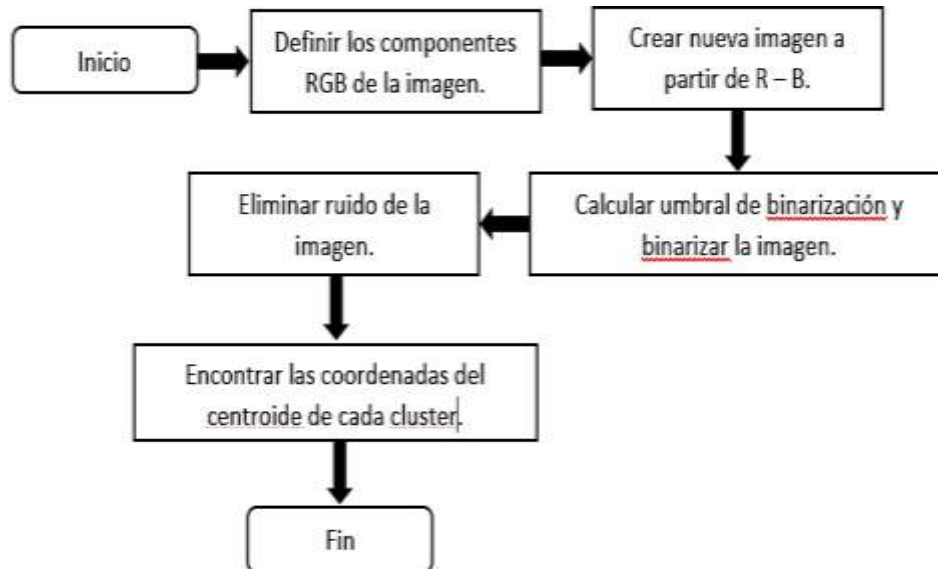 Inicio
Definir los componentes
RGB de la imagen.
Crear nueva imagen a
partir de R – B.
Calcular umbral de binarización y
binarizar la imagen.
Eliminar ruido de la
imagen.
Encontrar las coordenadas del
centroide de cada cluster.
Fin